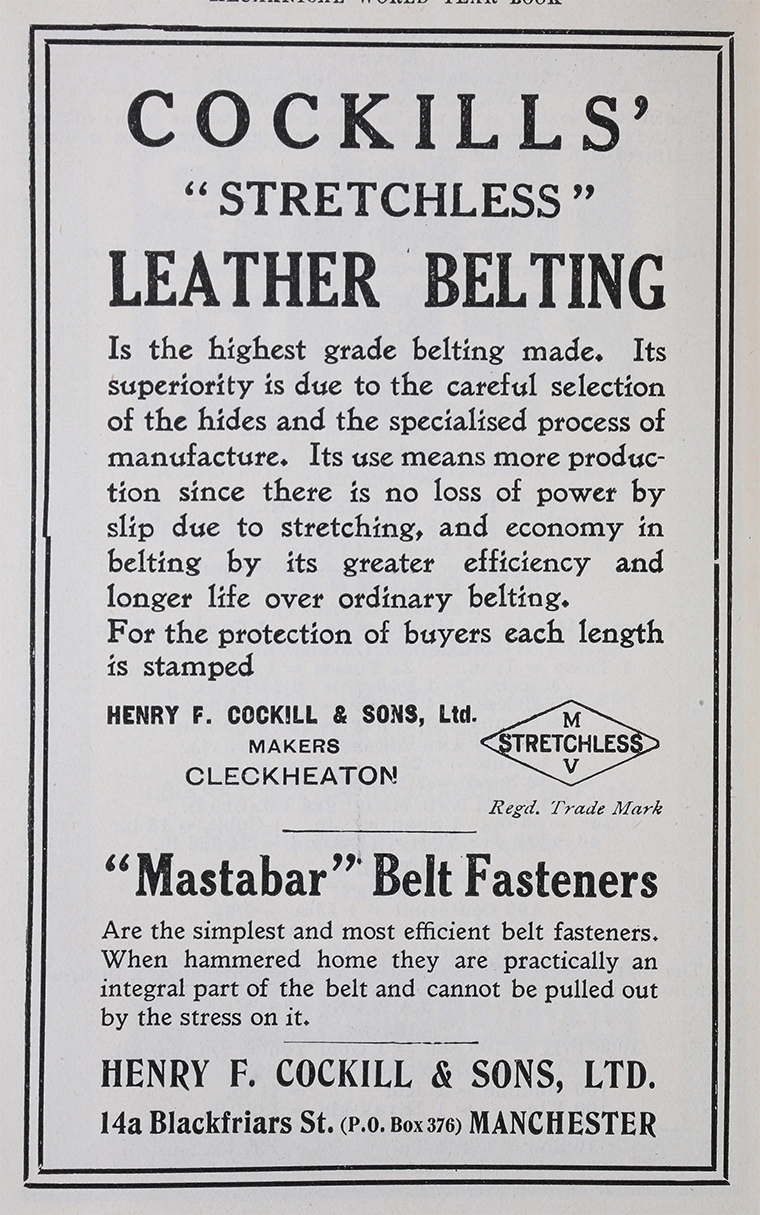 MECHANICAL WORLD YEAR BOOK
COCKILLS'
"STRETCHLESS"
LEATHER BELTING
Is the highest grade belting made. Its
superiority is due to the careful selection
of the hides and the specialised process of
manufacture. Its use means more produc-
tion since there is no loss of power by
slip due to stretching, and economy in
belting by its greater efficiency and
longer life over ordinary belting.
For the protection of buyers each length
is stamped
HENRY F. COCKILL & SONS, Ltd.
MAKERS
CLECKHEATON
M
STRETCHLESS
V
Regd. Trade Mark
"Mastabar" Belt Fasteners
Are the simplest and most efficient belt fasteners.
When hammered home they are practically an
integral part of the belt and cannot be pulled out
by the stress on it.
HENRY F. COCKILL & SONS, LTD.
14a Blackfriars St. (P.O. Box 376) MANCHESTER